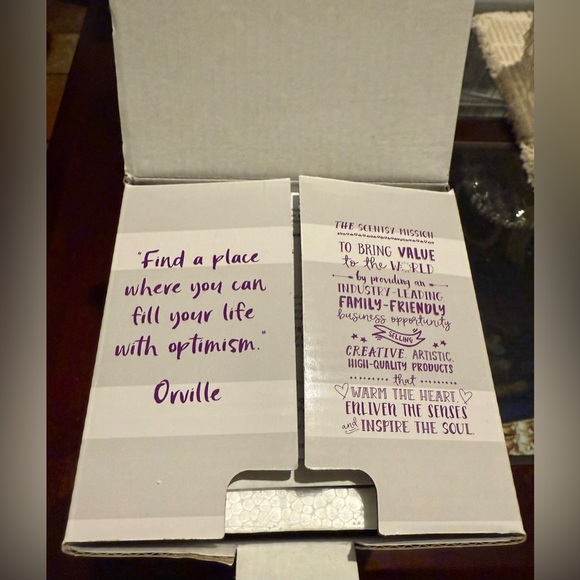 "Find a place
where you can
fill your life
with optimism."
Orville
THE SCENTSY MISSION
TO BRING VALUE
to the WORLD
by providing an
INDUSTRY-LEADING
FAMILY-FRIENDLY
business opportunity
SELLING
CREATIVE, ARTISTIC,
HIGH-QUALITY PRODUCTS
that
WARM THE HEART,
ENLIVEN THE SENSES
and INSPIRE THE SOUL.